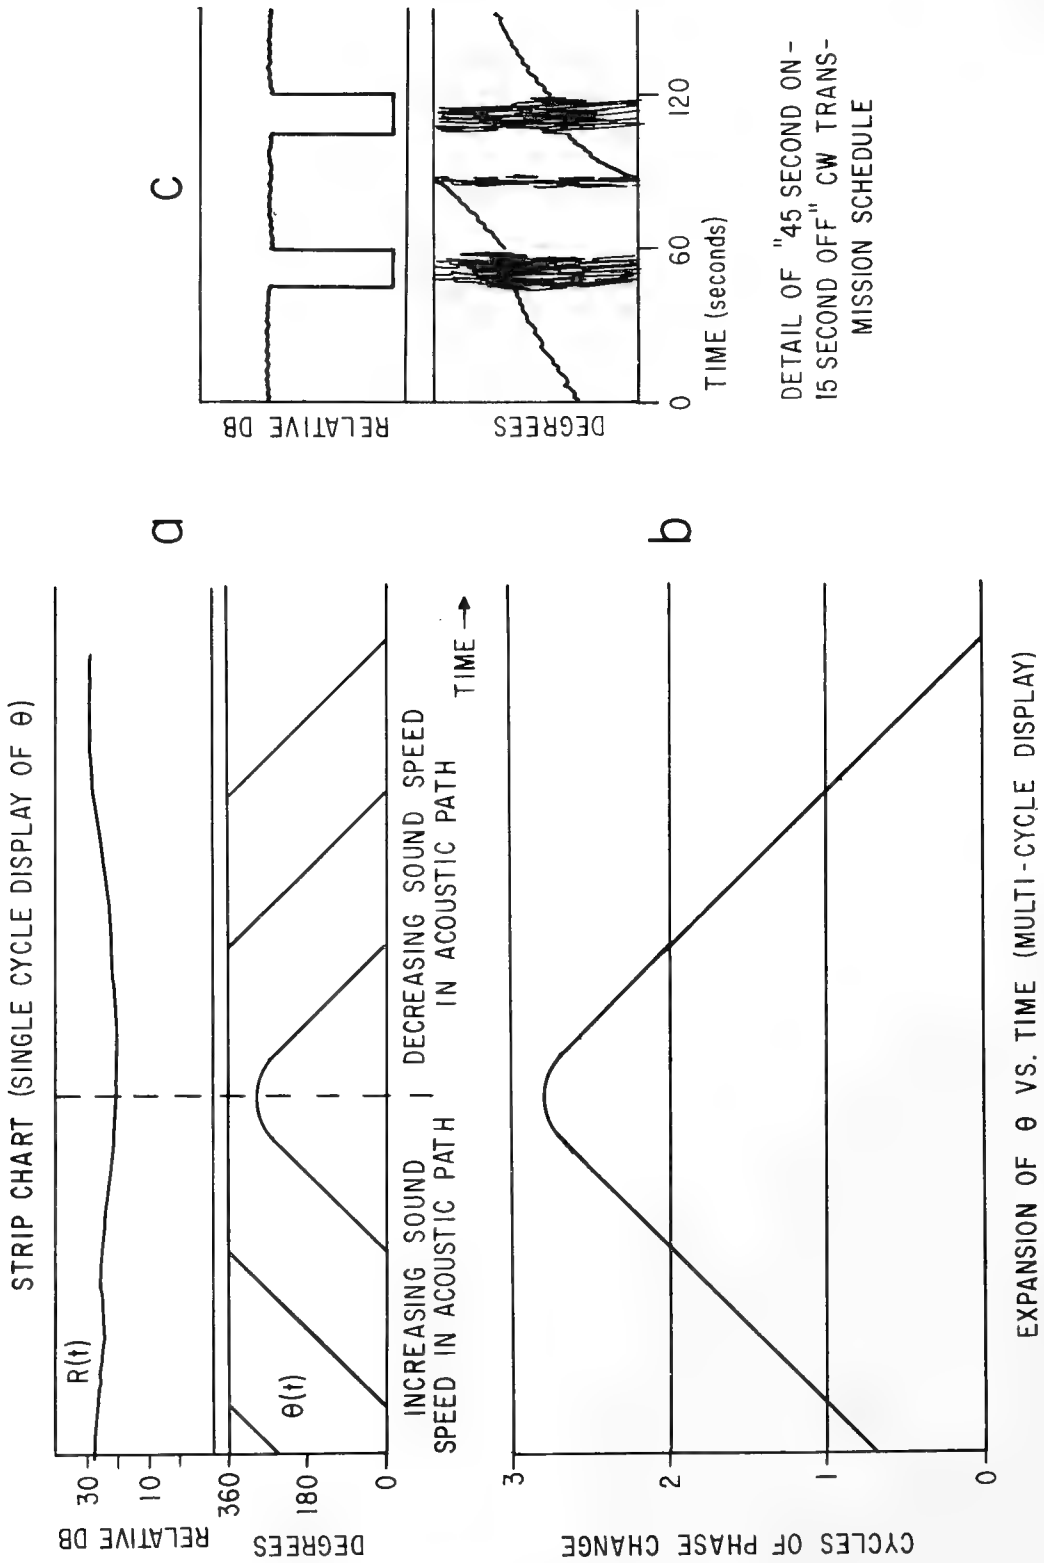 STRIP CHART (SINGLE CYCLE DISPLAY OF θ)
a
RELATIVE DB
30
10
R(t)
DEGREES
360
180
0
θ(t)
INCREASING SOUND
SPEED IN ACOUSTIC PATH
DECREASING SOUND SPEED
IN ACOUSTIC PATH
TIME →
b
CYCLES OF PHASE CHANGE
3
2
1
0
EXPANSION OF θ VS. TIME (MULTI-CYCLE DISPLAY)
C
RELATIVE DB
DEGREES
0
60
120
TIME (seconds)
DETAIL OF "45 SECOND ON-
15 SECOND OFF" CW TRANS-
MISSION SCHEDULE